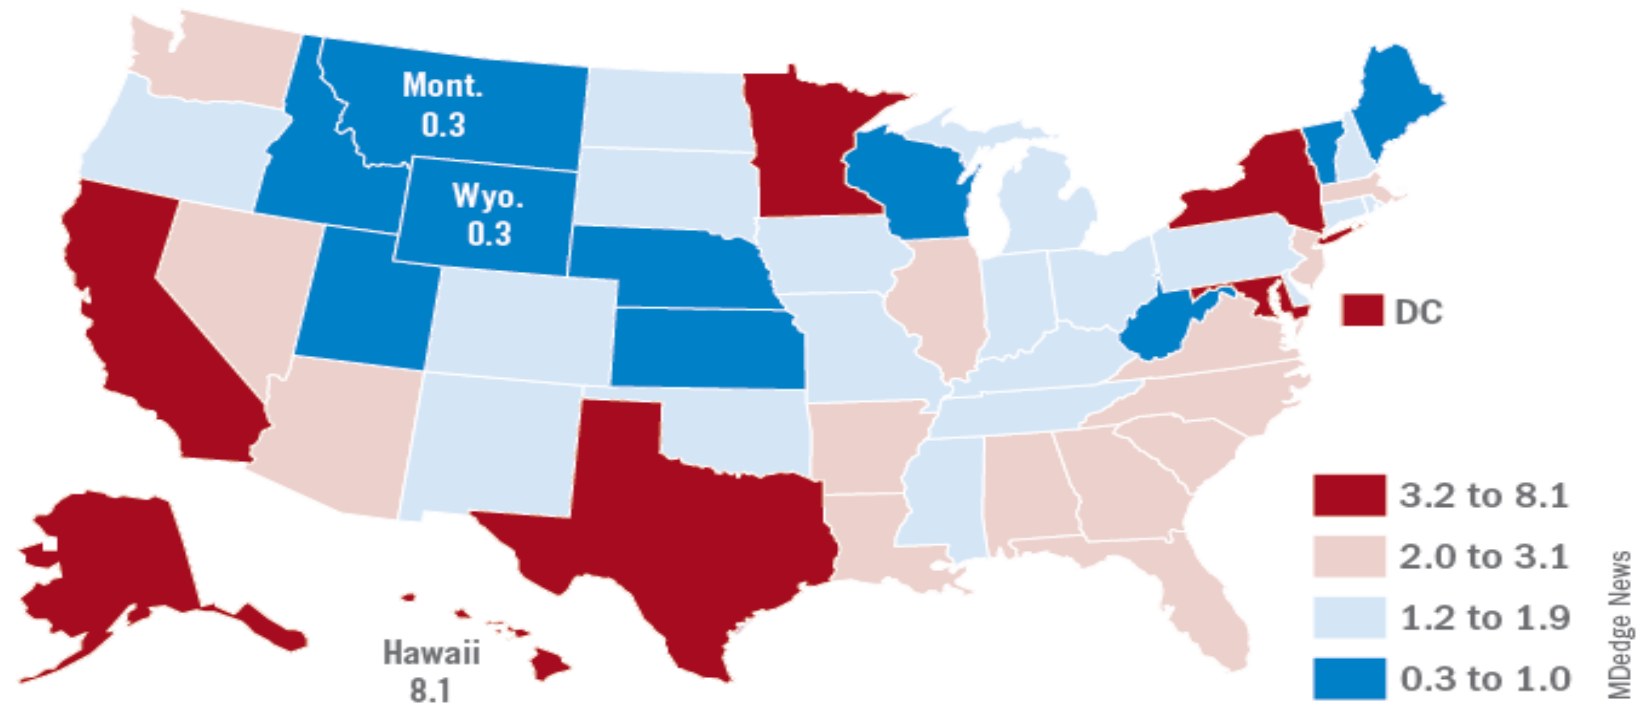 Mont.
0.3
Wyo.
0.3
DC
Hawaii
8.1
3.2 to 8.1
2.0 to 3.1
1.2 to 1.9
0.3 to 1.0
MDedge News